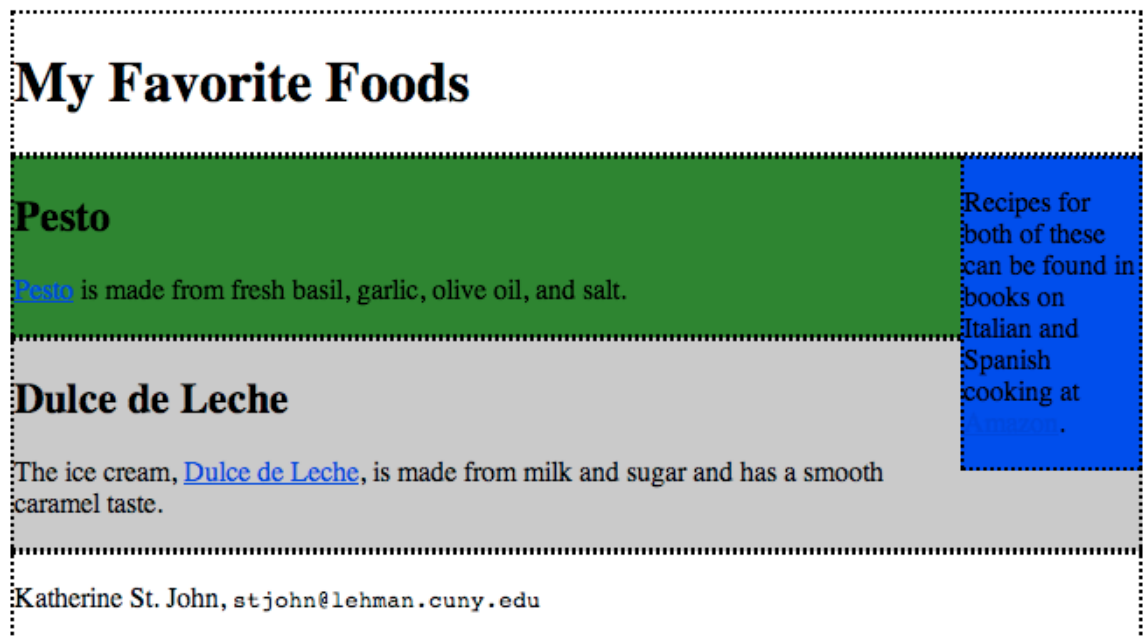 My Favorite Foods
Pesto
Pesto is made from fresh basil, garlic, olive oil, and salt.
Recipes for
both of these
can be found in
books on
Italian and
Spanish
cooking at
Amazon.
Dulce de Leche
The ice cream, Dulce de Leche, is made from milk and sugar and has a smooth
caramel taste.
Katherine St. John, stjohn@lehman.cuny.edu